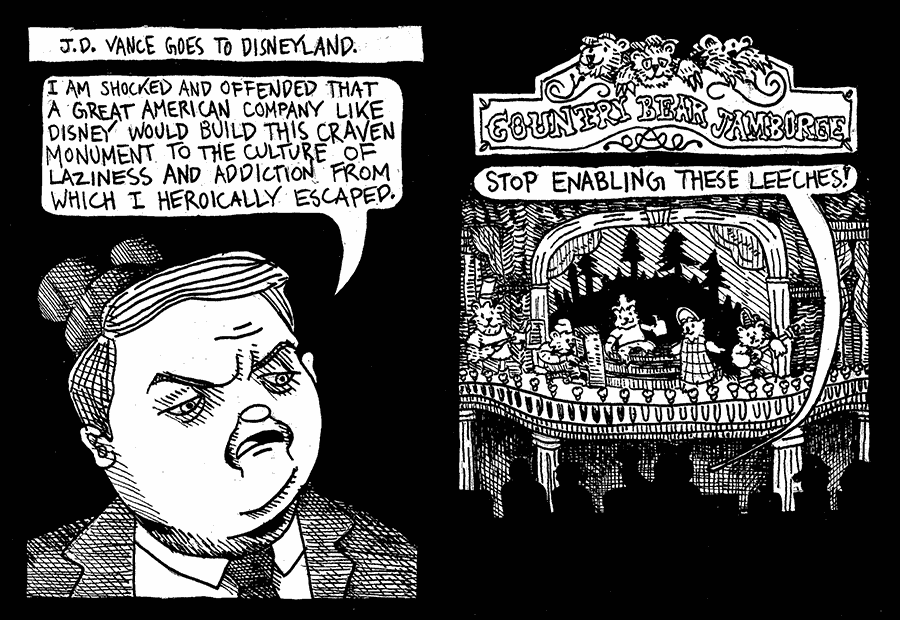 J.D. VANCE GOES TO DISNEYLAND.
I AM SHOCKED AND OFFENDED THAT
A GREAT AMERICAN COMPANY LIKE
DISNEY WOULD BUILD THIS CRAVEN
MONUMENT TO THE CULTURE OF
LAZINESS AND ADDICTION FROM
WHICH I HEROICALLY ESCAPED.
COUNTRY BEAR JAMBOREE
STOP ENABLING THESE LEECHES!